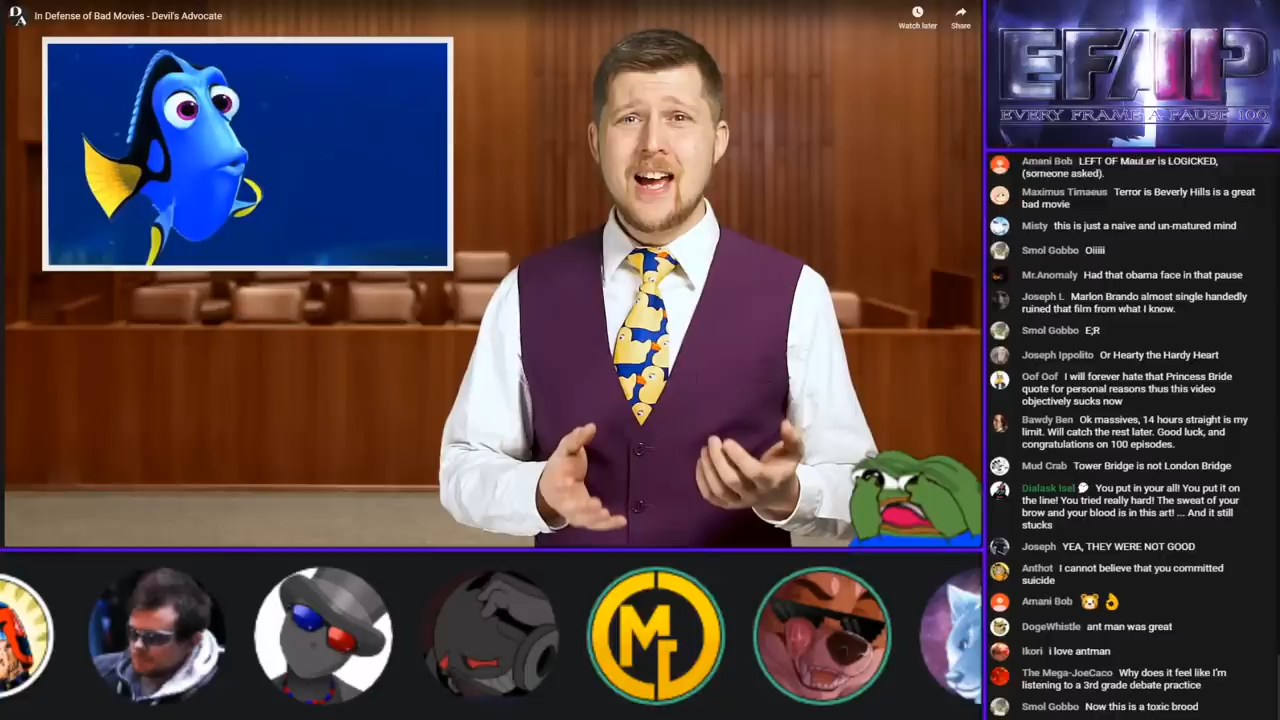 DA
In Defense of Bad Movies - Devil's Advocate
Watch later
Share
EFAP
EVERY FRAME A PAUSE 100
Amani Bob LEFT OF MauLer is LOGICKED,
(someone asked).
Maximus Timaeus Terror is Beverly Hills is a great
bad movie
Misty this is just a naive and un-matured mind
Smol Gobbo Oiiiii
Mr.Anomaly Had that obama face in that pause
Joseph L Marlon Brando almost single handedly
ruined that film from what I know.
Smol Gobbo E;R
Joseph Ippolito Or Hearty the Hardy Heart
Oof Oof I will forever hate that Princess Bride
quote for personal reasons thus this video
objectively sucks now
Bawdy Ben Ok massives, 14 hours straight is my
limit. Will catch the rest later. Good luck, and
congratulations on 100 episodes.
Mud Crab Tower Bridge is not London Bridge
Dialask Isel You put in your all! You put it on
the line! You tried really hard! The sweat of your
brow and your blood is in this art! ... And it still
stucks
Joseph YEA, THEY WERE NOT GOOD
Anthot I cannot believe that you committed
suicide
Amani Bob 🐹 👌
DogeWhistle ant man was great
Ikori i love antman
The Mega-JoeCaco Why does it feel like I'm
listening to a 3rd grade debate practice
Smol Gobbo Now this is a toxic brood